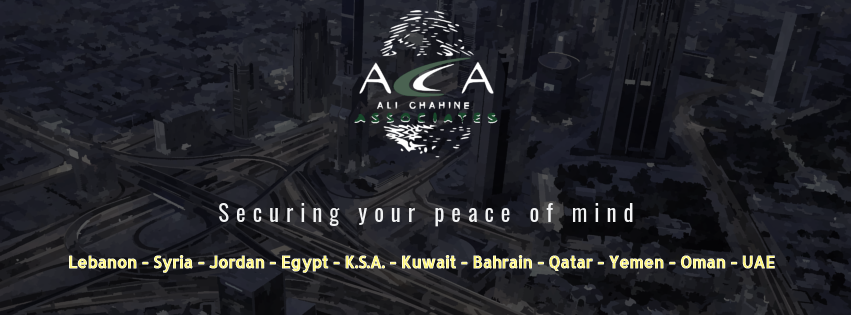 ACA
ALI CHAHINE
ASSOCIATES
Securing your peace of mind
Lebanon - Syria - Jordan - Egypt - K.S.A. - Kuwait - Bahrain - Qatar - Yemen - Oman - UAE